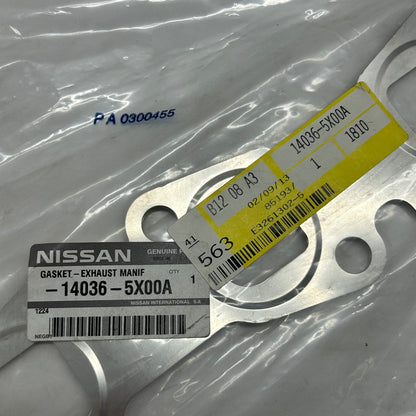 PA 0300455
B12 08 A3
14036-5X00A
02/09/13
1
1810
85193/
E3261302-5
41
563
NISSAN
GENUINE
GASKET-EXHAUST MANIF
QTY
-14036-5X00A
1
NISSAN INTERNATIONAL S.A
1224